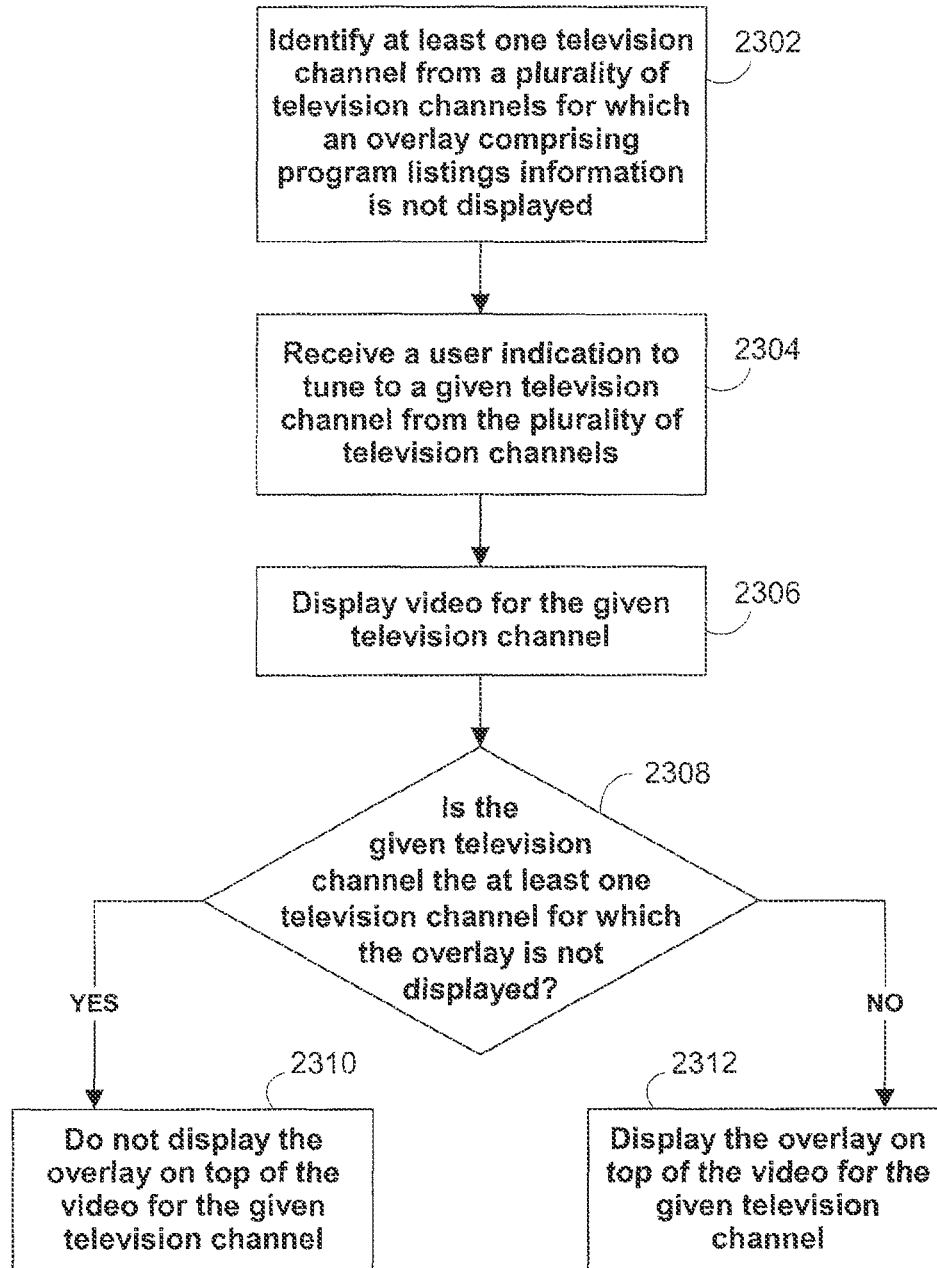 Identify at least one television
channel from a plurality of
television channels for which
an overlay comprising
program listings information
is not displayed
2302
Receive a user indication to
tune to a given television
channel from the plurality of
television channels
2304
Display video for the given
television channel
2306
Is the
given television
channel the at least one
television channel for which
the overlay is not
displayed?
2308
YES
NO
2310
Do not display the
overlay on top of the
video for the given
television channel
2312
Display the overlay on
top of the video for the
given television
channel